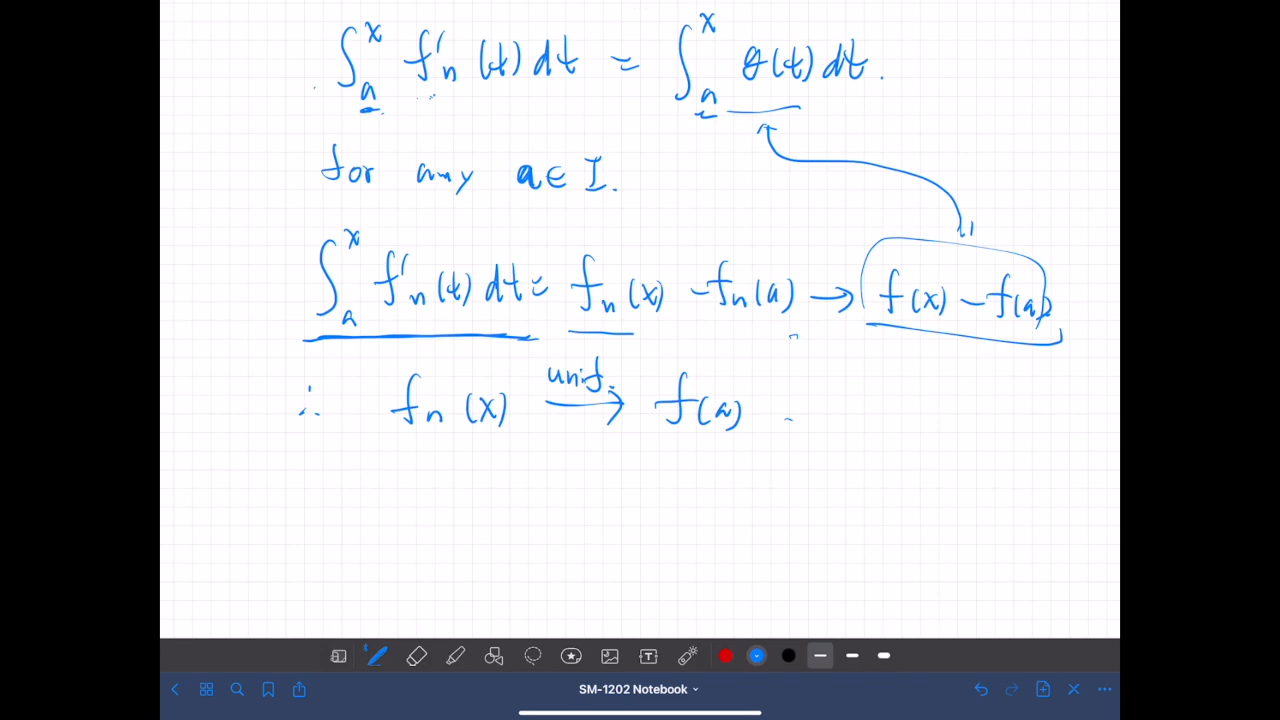 ∫_a^x f'_n (t) dt = ∫_a^x g(t) dt.
for any a ∈ I.
∫_a^x f'_n (t) dt = f_n (x) - f_n (a) → f(x) - f(a)
∴ f_n (x) unif. → f(a)
SM-1202 Notebook